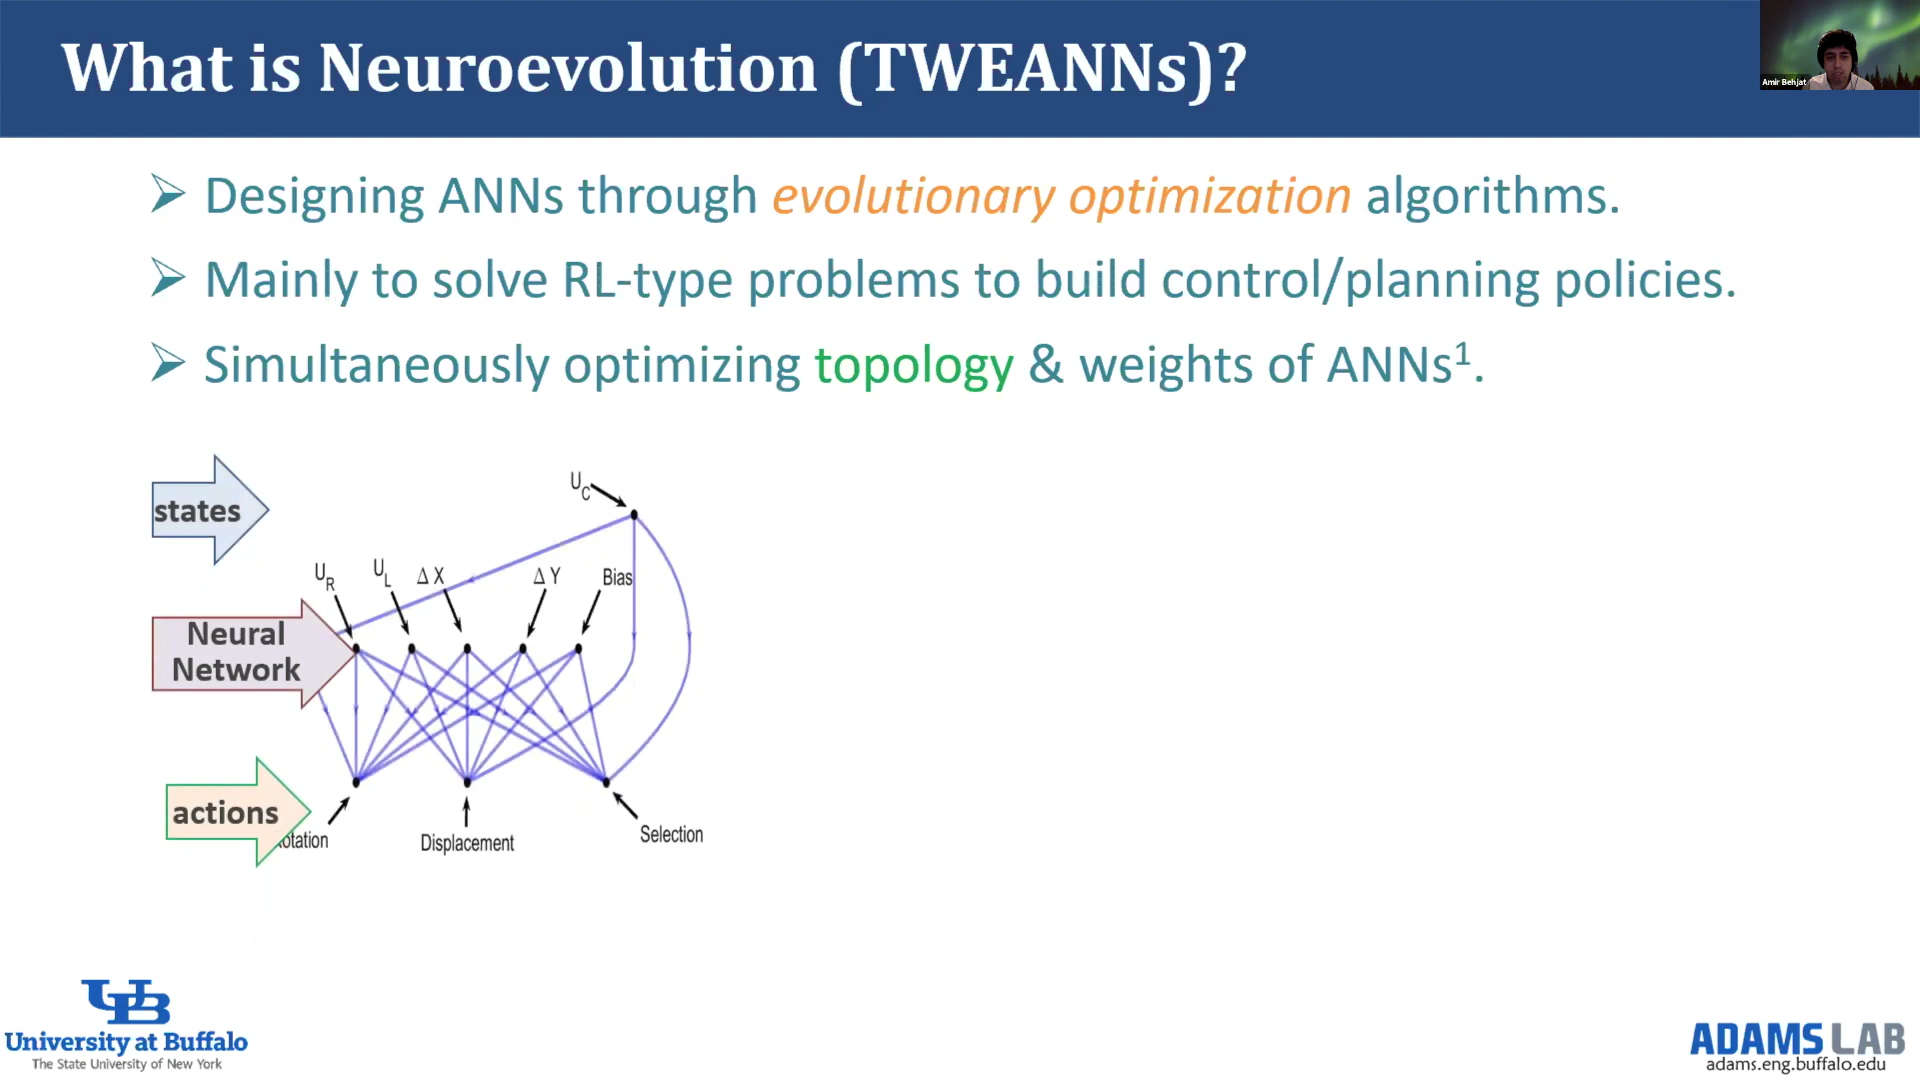 What is Neuroevolution (TWEANNs)?
Amir Behjat
➢ Designing ANNs through evolutionary optimization algorithms.
➢ Mainly to solve RL-type problems to build control/planning policies.
➢ Simultaneously optimizing topology & weights of ANNs¹.
states
U_C
U_R U_L Δ X Δ Y Bias
Neural
Network
actions
otation
Displacement
Selection
UB
University at Buffalo
The State University of New York
ADAMS LAB
adams.eng.buffalo.edu